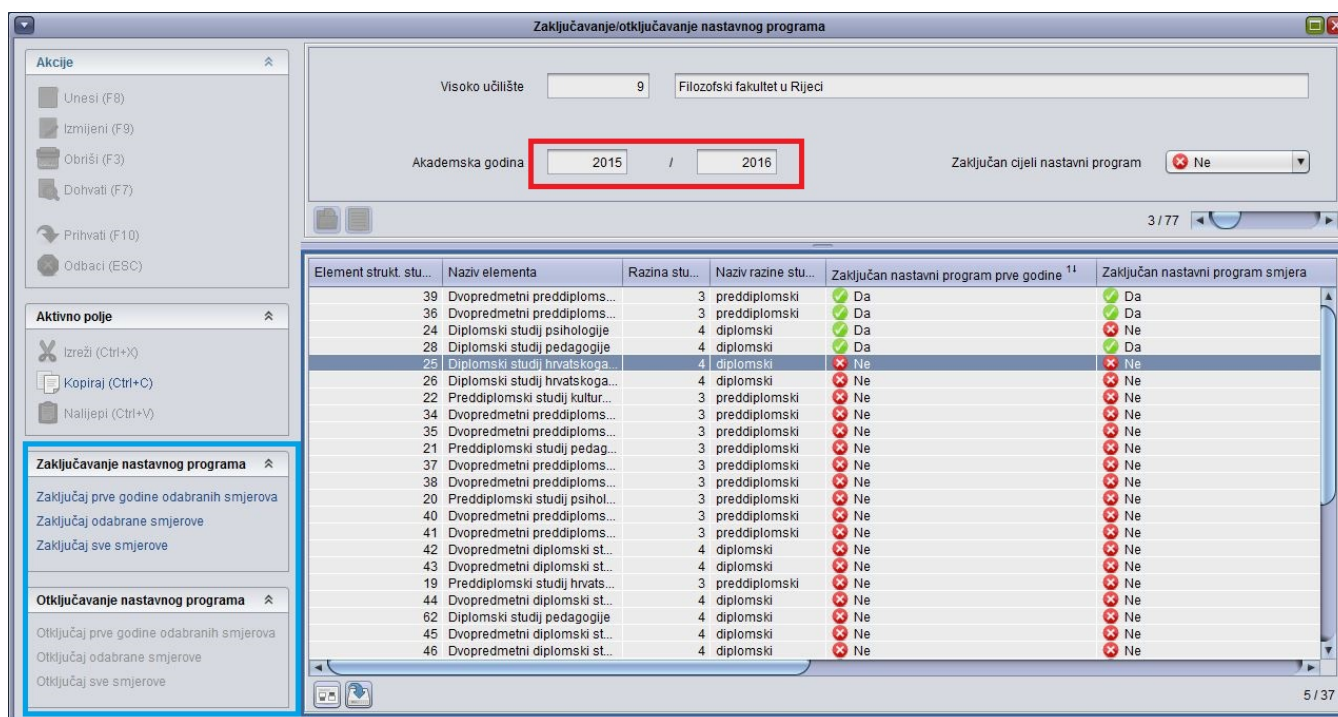 Zaključavanje/otključavanje nastavnog programa
Akcije
Unesi (F8)
Izmijeni (F9)
Obriši (F3)
Dohvati (F7)
Prihvati (F10)
Odbaci (ESC)
Aktivno polje
Izreži (Ctrl+X)
Kopiraj (Ctrl+C)
Nalijepi (Ctrl+V)
Zaključavanje nastavnog programa
Zaključaj prve godine odabranih smjerova
Zaključaj odabrane smjerove
Zaključaj sve smjerove
Otključavanje nastavnog programa
Otključaj prve godine odabranih smjerova
Otključaj odabrane smjerove
Otključaj sve smjerove
Visoko učilište 9 Filozofski fakultet u Rijeci
Akademska godina 2015 / 2016 Zaključan cijeli nastavni program Ne
3 / 77
Element strukt. stu... Naziv elementa Razina stu... Naziv razine stu... Zaključan nastavni program prve godine Zaključan nastavni program smjera
39 Dvopredmetni preddiploms... 3 preddiplomski Da Da
36 Dvopredmetni preddiploms... 3 preddiplomski Da Da
24 Diplomski studij psihologije 4 diplomski Da Ne
28 Diplomski studij pedagogije 4 diplomski Da Da
25 Diplomski studij hrvatskoga... 4 diplomski Ne Ne
26 Diplomski studij hrvatskoga... 4 diplomski Ne Ne
22 Preddiplomski studij kultur... 3 preddiplomski Ne Ne
34 Dvopredmetni preddiploms... 3 preddiplomski Ne Ne
35 Dvopredmetni preddiploms... 3 preddiplomski Ne Ne
21 Preddiplomski studij pedag... 3 preddiplomski Ne Ne
37 Dvopredmetni preddiploms... 3 preddiplomski Ne Ne
38 Dvopredmetni preddiploms... 3 preddiplomski Ne Ne
20 Preddiplomski studij psihol... 3 preddiplomski Ne Ne
40 Dvopredmetni preddiploms... 3 preddiplomski Ne Ne
41 Dvopredmetni preddiploms... 3 preddiplomski Ne Ne
42 Dvopredmetni diplomski st... 4 diplomski Ne Ne
43 Dvopredmetni diplomski st... 4 diplomski Ne Ne
19 Preddiplomski studij hrvats... 3 preddiplomski Ne Ne
44 Dvopredmetni diplomski st... 4 diplomski Ne Ne
62 Diplomski studij pedagogije 4 diplomski Ne Ne
45 Dvopredmetni diplomski st... 4 diplomski Ne Ne
46 Dvopredmetni diplomski st... 4 diplomski Ne Ne
5 / 37